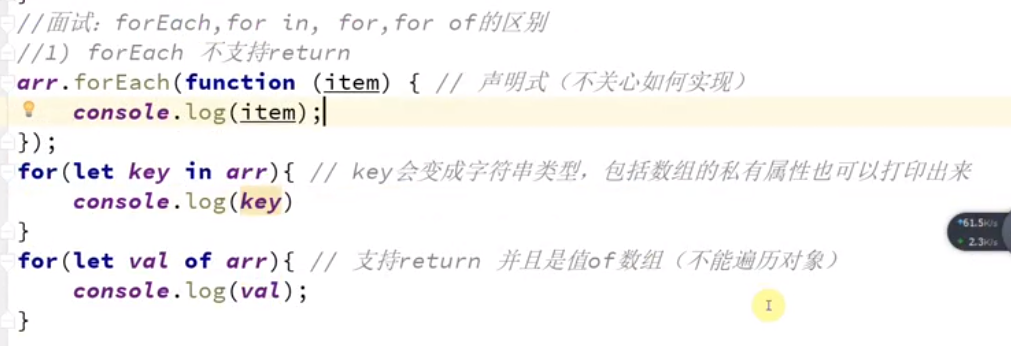 //面试：forEach,for in, for,for of的区别
//1) forEach 不支持return
arr.forEach(function (item) { // 声明式（不关心如何实现）
    console.log(item);
});
for(let key in arr){ // key会变成字符串类型，包括数组的私有属性也可以打印出来
    console.log(key)
}
for(let val of arr){ // 支持return 并且是值of数组（不能遍历对象）
    console.log(val);
}
61.5K/s
2.3K/s